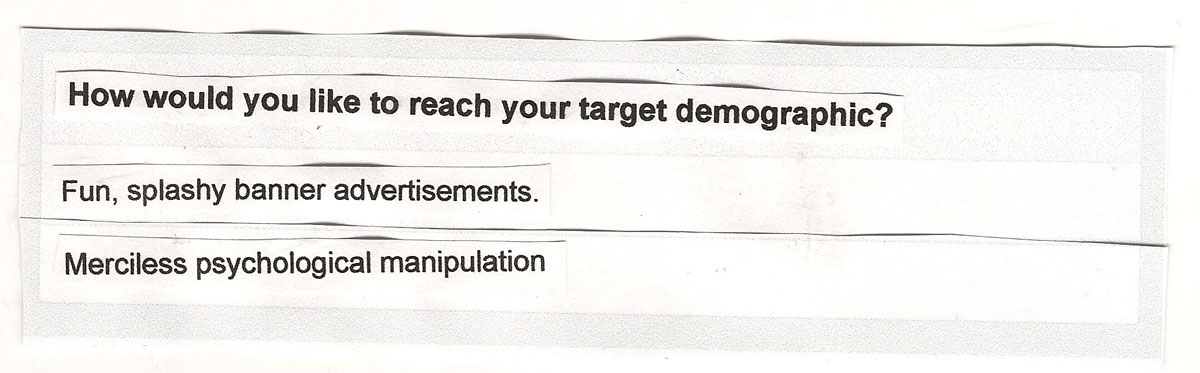 How would you like to reach your target demographic?
Fun, splashy banner advertisements.
Merciless psychological manipulation